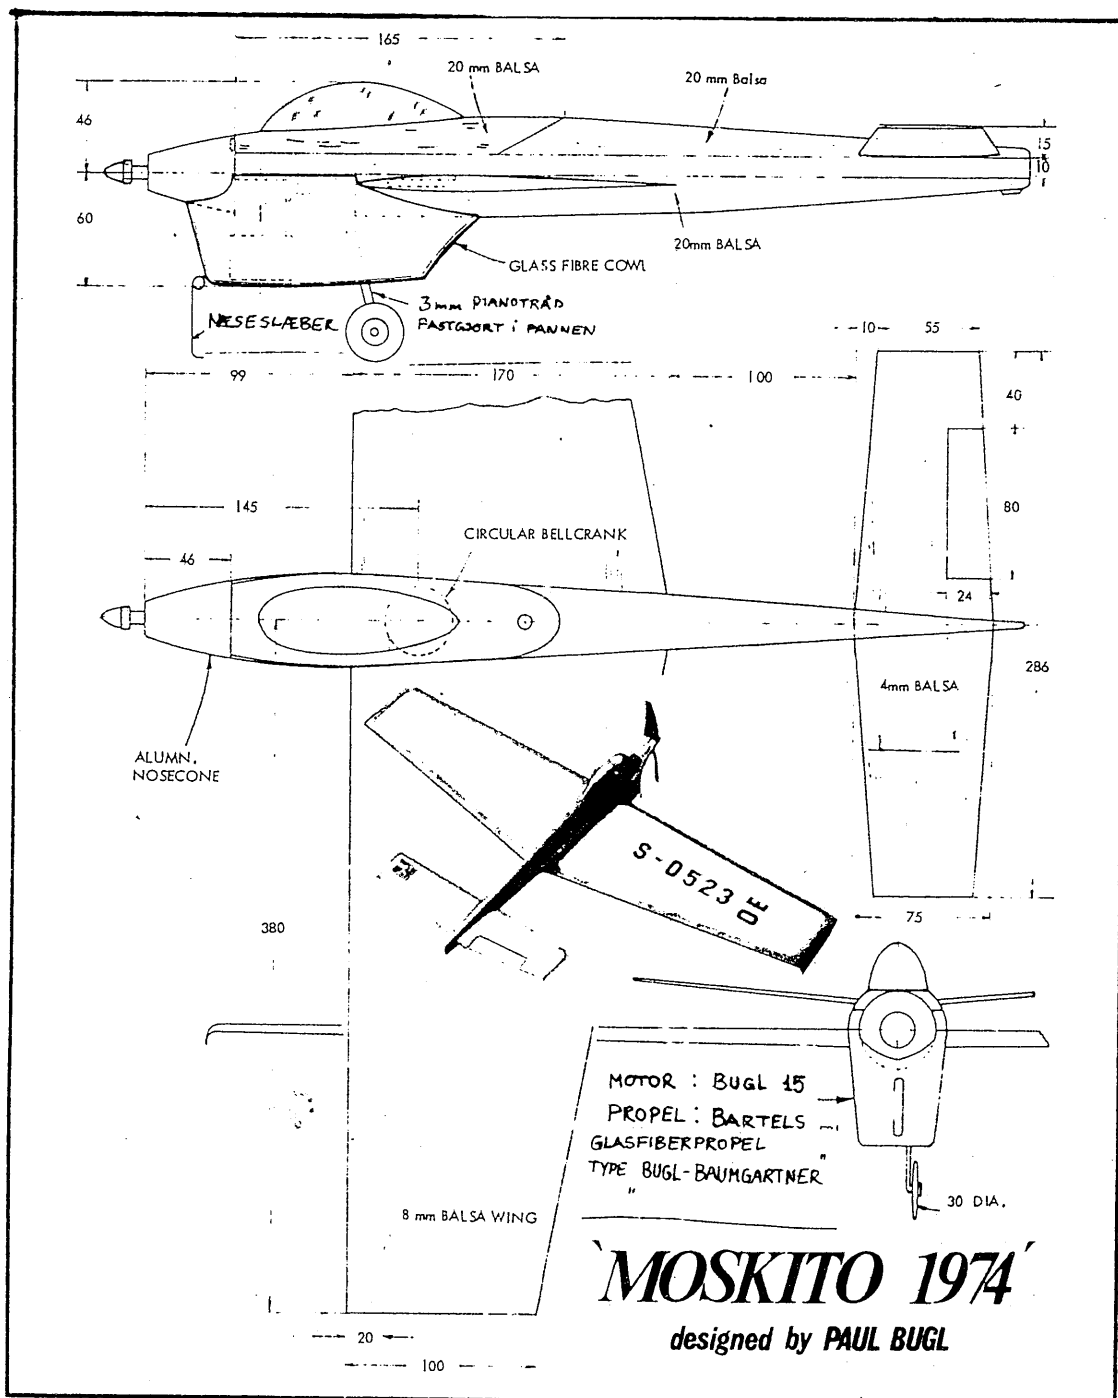 165
20 mm BALSA
20 mm Balsa
46
15
10
60
20mm BALSA
GLASS FIBRE COWL
3mm PIANOTRÅD
FASTGJORT i PANNEN
NÆSESLÆBER
10
55
99
170
100
40
145
CIRCULAR BELLCRANK
80
46
24
286
4mm BALSA
ALUMN.
NOSECONE
S-0523 OE
75
380
MOTOR : BUGL 15
PROPEL : BARTELS
GLASFIBERPROPEL
TYPE "BUGL-BAUMGARTNER"
30 DIA.
8 mm BALSA WING
'MOSKITO 1974'
designed by PAUL BUGL
20
100